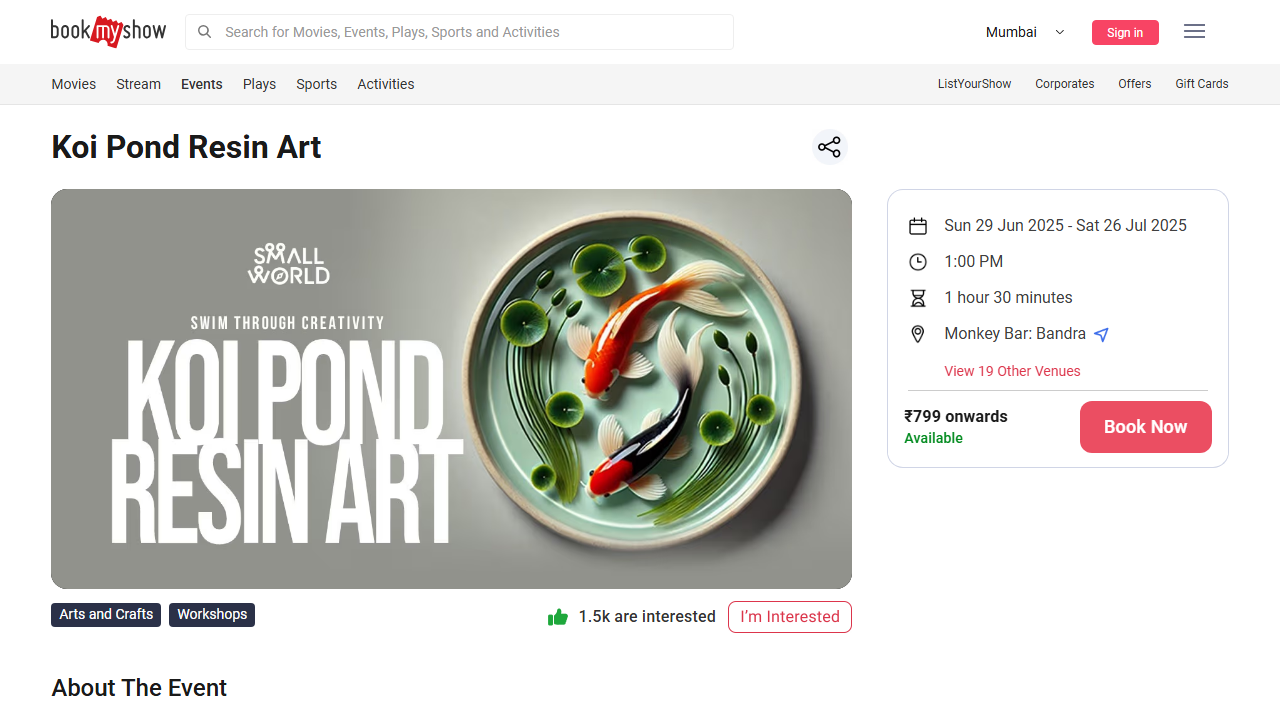 bookmyshow
Search for Movies, Events, Plays, Sports and Activities
Mumbai
Sign in
Movies Stream Events Plays Sports Activities
ListYourShow Corporates Offers Gift Cards
Koi Pond Resin Art
SMALL
WORLD
SWIM THROUGH CREATIVITY
KOI POND
RESIN ART
Sun 29 Jun 2025 - Sat 26 Jul 2025
1:00 PM
1 hour 30 minutes
Monkey Bar: Bandra
View 19 Other Venues
₹799 onwards
Available
Book Now
Arts and Crafts
Workshops
1.5k are interested
I’m Interested
About The Event